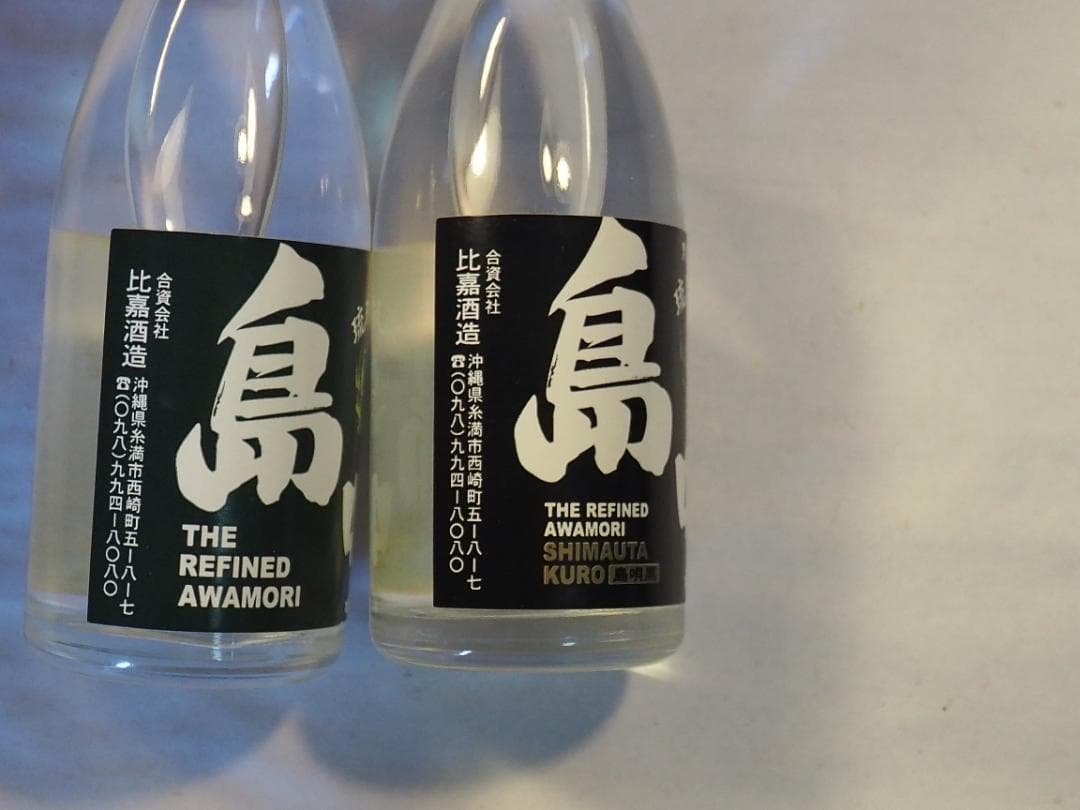 合資会社
比嘉酒造
沖縄県糸満市西崎町五ー八ー七
☎(〇九八)九九四ー八〇八〇
島
THE
REFINED
AWAMORI
合資会社
比嘉酒造
沖縄県糸満市西崎町五ー八ー七
☎(〇九八)九九四ー八〇八〇
島
THE REFINED
AWAMORI
SHIMAUTA
KURO 島唄黒